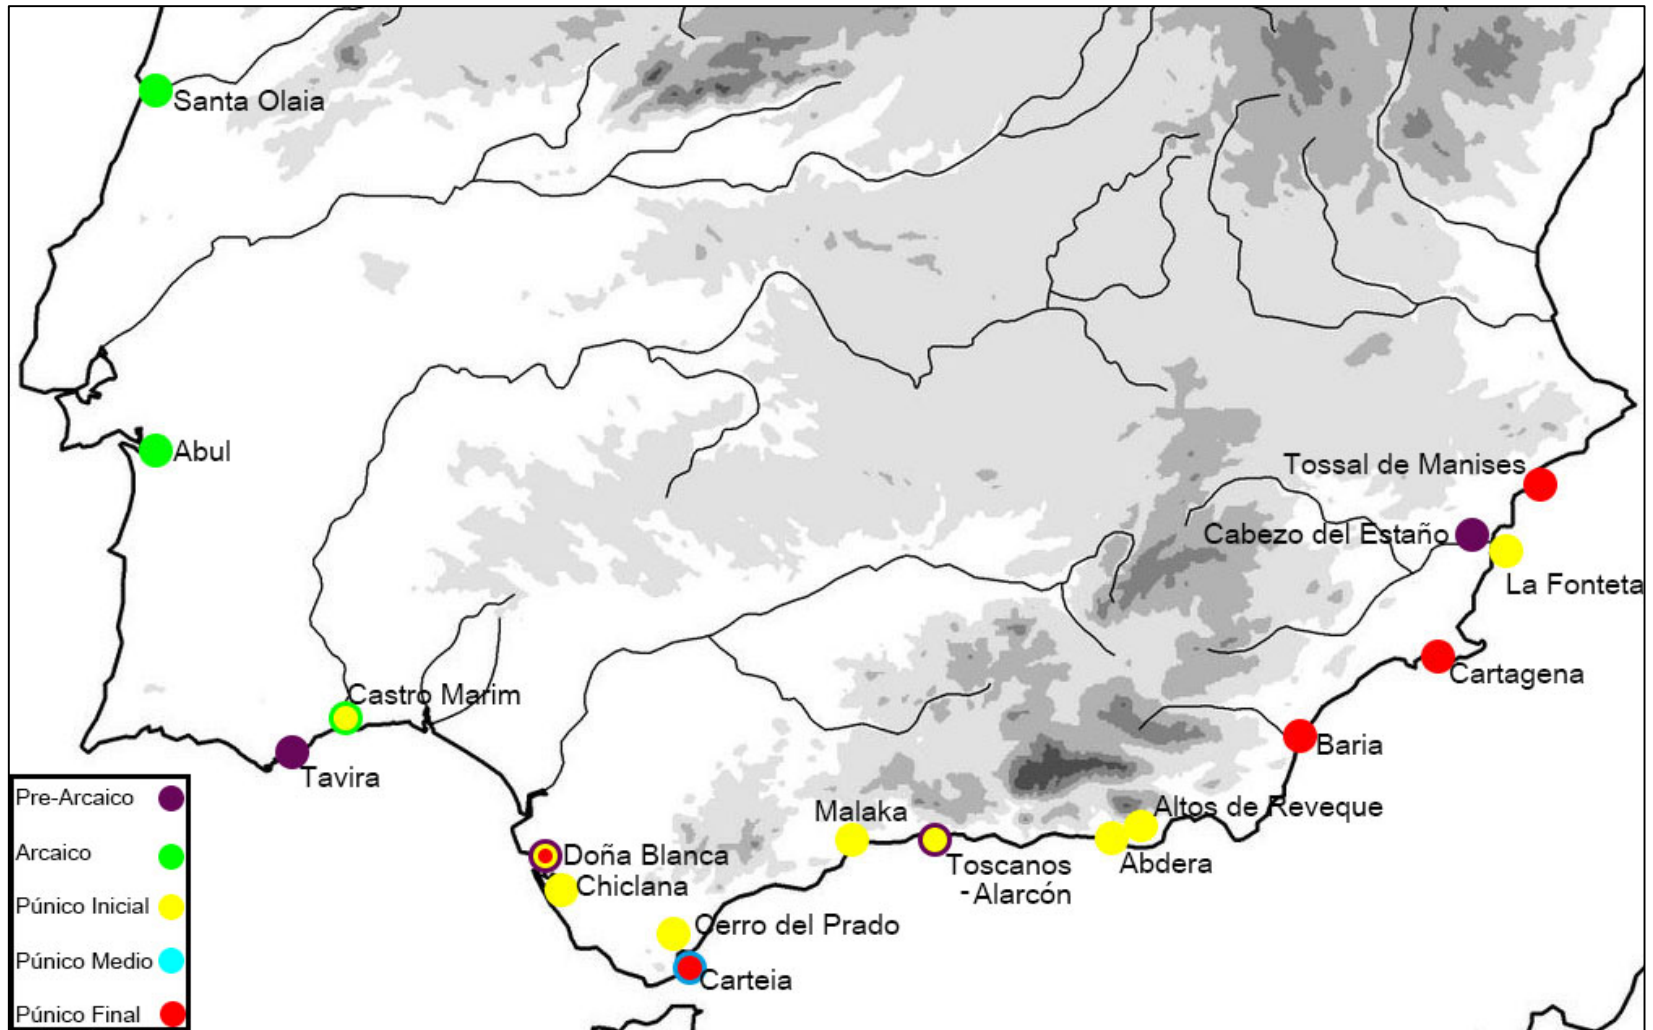 Santa Olaia
Abul
Tossal de Manises
Cabezo del Estaño
La Fonteta
Cartagena
Castro Marim
Baria
Tavira
Pre-Arcaico
Arcaico
Púnico Inicial
Púnico Medio
Púnico Final
Malaka
Altos de Reveque
Doña Blanca
Toscanos
-Alarcón
Abdera
Chiclana
Cerro del Prado
Carteia